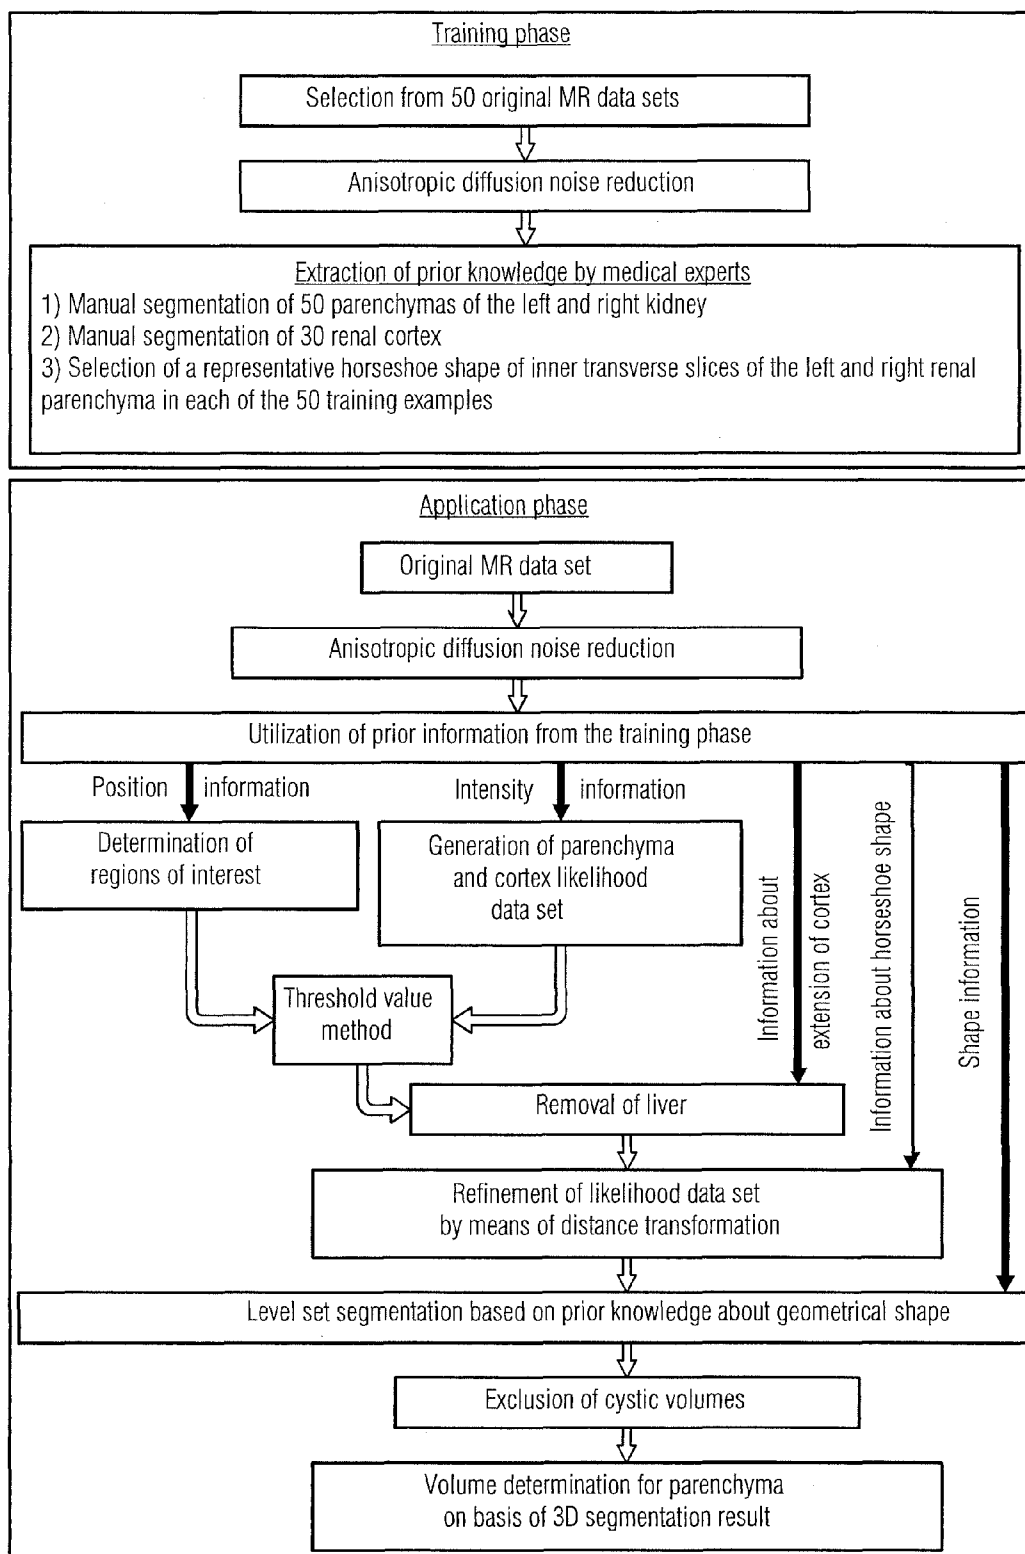 Training phase
Selection from 50 original MR data sets
Anisotropic diffusion noise reduction
Extraction of prior knowledge by medical experts
1) Manual segmentation of 50 parenchymas of the left and right kidney
2) Manual segmentation of 30 renal cortex
3) Selection of a representative horseshoe shape of inner transverse slices of the left and right renal
parenchyma in each of the 50 training examples
Application phase
Original MR data set
Anisotropic diffusion noise reduction
Utilization of prior information from the training phase
Position information
Intensity information
Determination of
regions of interest
Generation of parenchyma
and cortex likelihood
data set
Information about
extension of cortex
Information about horseshoe shape
Shape information
Threshold value
method
Removal of liver
Refinement of likelihood data set
by means of distance transformation
Level set segmentation based on prior knowledge about geometrical shape
Exclusion of cystic volumes
Volume determination for parenchyma
on basis of 3D segmentation result